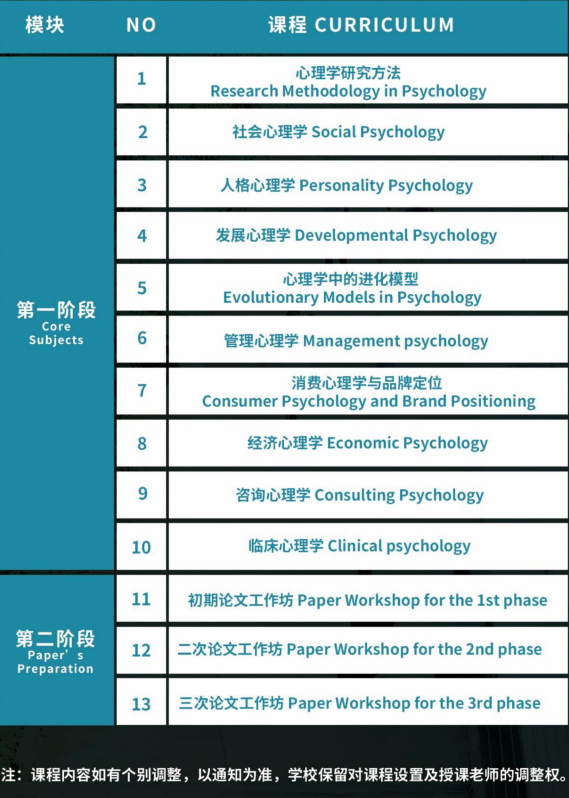 模块 NO 课程 CURRICULUM
第一阶段
Core
Subjects
1 心理学研究方法
Research Methodology in Psychology
2 社会心理学 Social Psychology
3 人格心理学 Personality Psychology
4 发展心理学 Developmental Psychology
5 心理学中的进化模型
Evolutionary Models in Psychology
6 管理心理学 Management psychology
7 消费心理学与品牌定位
Consumer Psychology and Brand Positioning
8 经济心理学 Economic Psychology
9 咨询心理学 Consulting Psychology
10 临床心理学 Clinical psychology
第二阶段
Paper’s
Preparation
11 初期论文工作坊 Paper Workshop for the 1st phase
12 二次论文工作坊 Paper Workshop for the 2nd phase
13 三次论文工作坊 Paper Workshop for the 3rd phase
注：课程内容如有个别调整，以通知为准，学校保留对课程设置及授课老师的调整权。